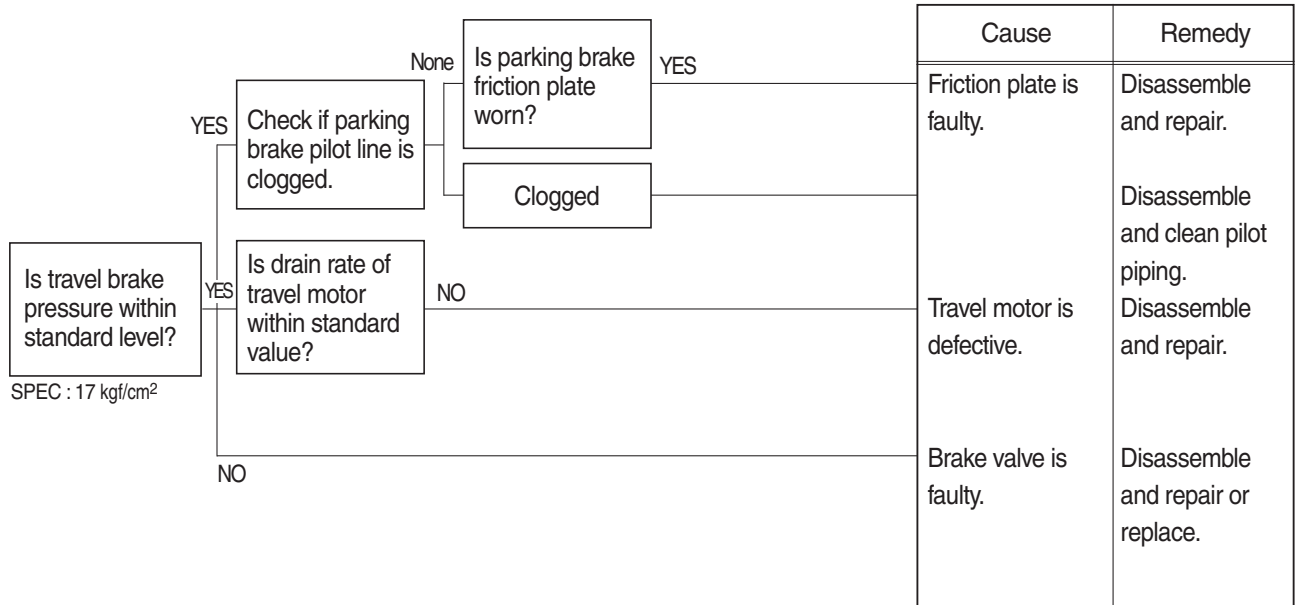 Cause
Remedy
None
Is parking brake
friction plate
worn?
YES
Friction plate is
faulty.
Disassemble
and repair.
YES
Check if parking
brake pilot line is
clogged.
Clogged
Disassemble
and clean pilot
piping.
Is travel brake
pressure within
standard level?
SPEC : 17 kgf/cm²
YES
Is drain rate of
travel motor
within standard
value?
NO
Travel motor is
defective.
Disassemble
and repair.
NO
Brake valve is
faulty.
Disassemble
and repair or
replace.